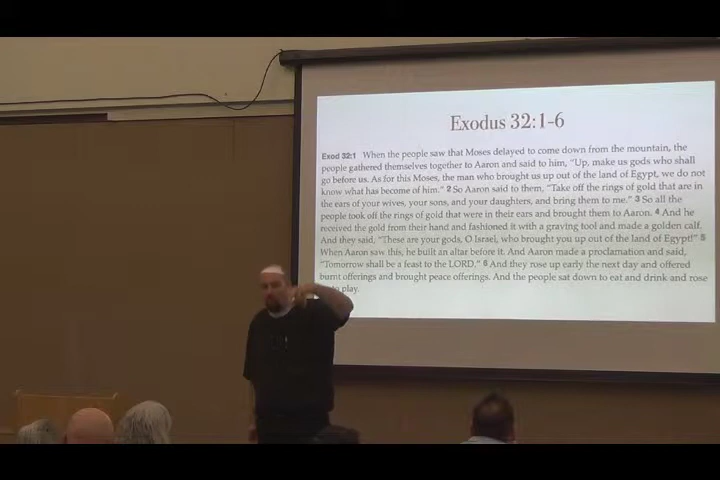 Exodus 32:1-6
Exod 32:1 When the people saw that Moses delayed to come down from the mountain, the
people gathered themselves together to Aaron and said to him, “Up, make us gods who shall
go before us. As for this Moses, the man who brought us up out of the land of Egypt, we do not
know what has become of him.” 2 So Aaron said to them, “Take off the rings of gold that are in
the ears of your wives, your sons, and your daughters, and bring them to me.” 3 So all the
people took off the rings of gold that were in their ears and brought them to Aaron. 4 And he
received the gold from their hand and fashioned it with a graving tool and made a golden calf.
And they said, “These are your gods, O Israel, who brought you up out of the land of Egypt!” 5
When Aaron saw this, he built an altar before it. And Aaron made a proclamation and said,
“Tomorrow shall be a feast to the LORD.” 6 And they rose up early the next day and offered
burnt offerings and brought peace offerings. And the people sat down to eat and drink and rose
to play.